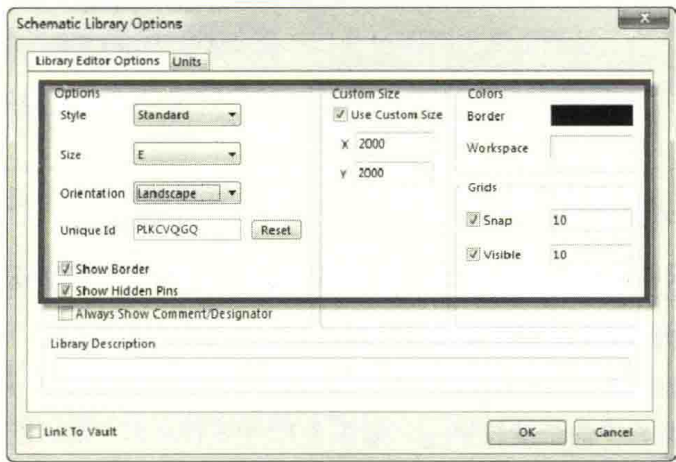 Schematic Library Options
Library Editor Options Units
Options
Style Standard
Size E
Orientation Landscape
Unique Id PLKCVQGQ Reset
Show Border
Show Hidden Pins
Always Show Comment/Designator
Custom Size
Use Custom Size
X 2000
Y 2000
Colors
Border
Workspace
Grids
Snap 10
Visible 10
Library Description
Link To Vault
OK Cancel